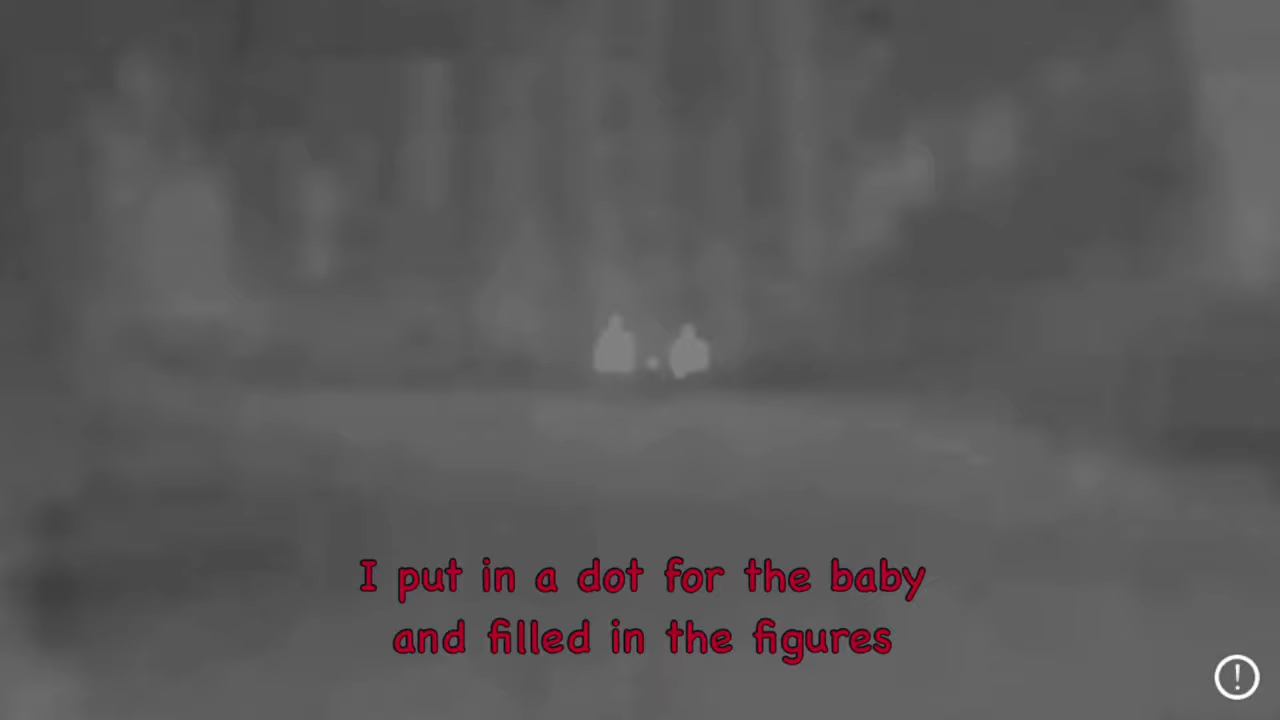 I put in a dot for the baby
and filled in the figures